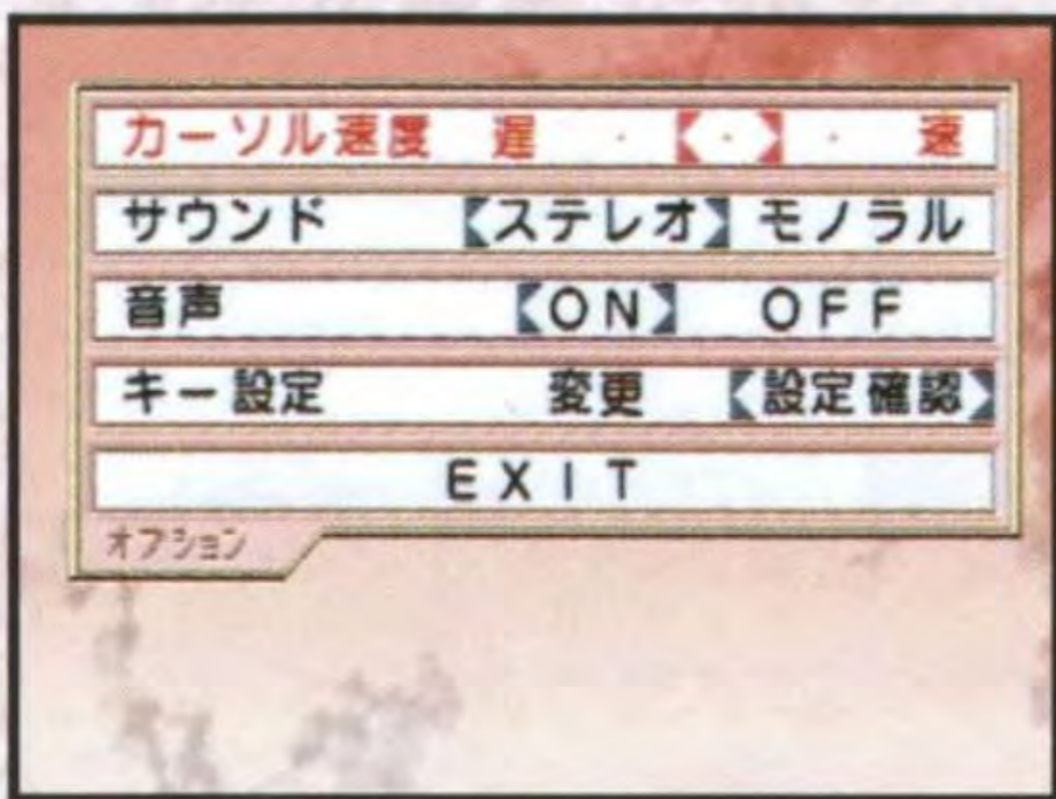 カーソル速度 遅 ・ 【・】 ・ 速
サウンド 【ステレオ】 モノラル
音声 【ON】 OFF
キー設定 変更 【設定確認】
EXIT
オプション